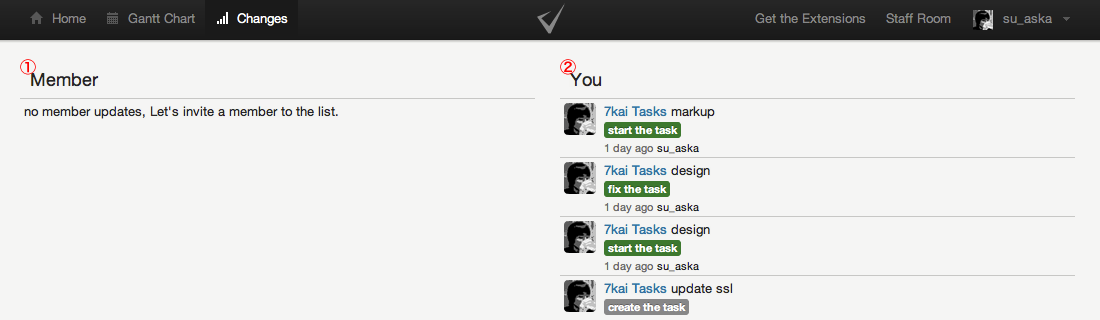 Home Gantt Chart Changes Get the Extensions Staff Room su_aska
① Member
no member updates, Let's invite a member to the list.
② You
7kai Tasks markup
start the task
1 day ago su_aska
7kai Tasks design
fix the task
1 day ago su_aska
7kai Tasks design
start the task
1 day ago su_aska
7kai Tasks update ssl
create the task